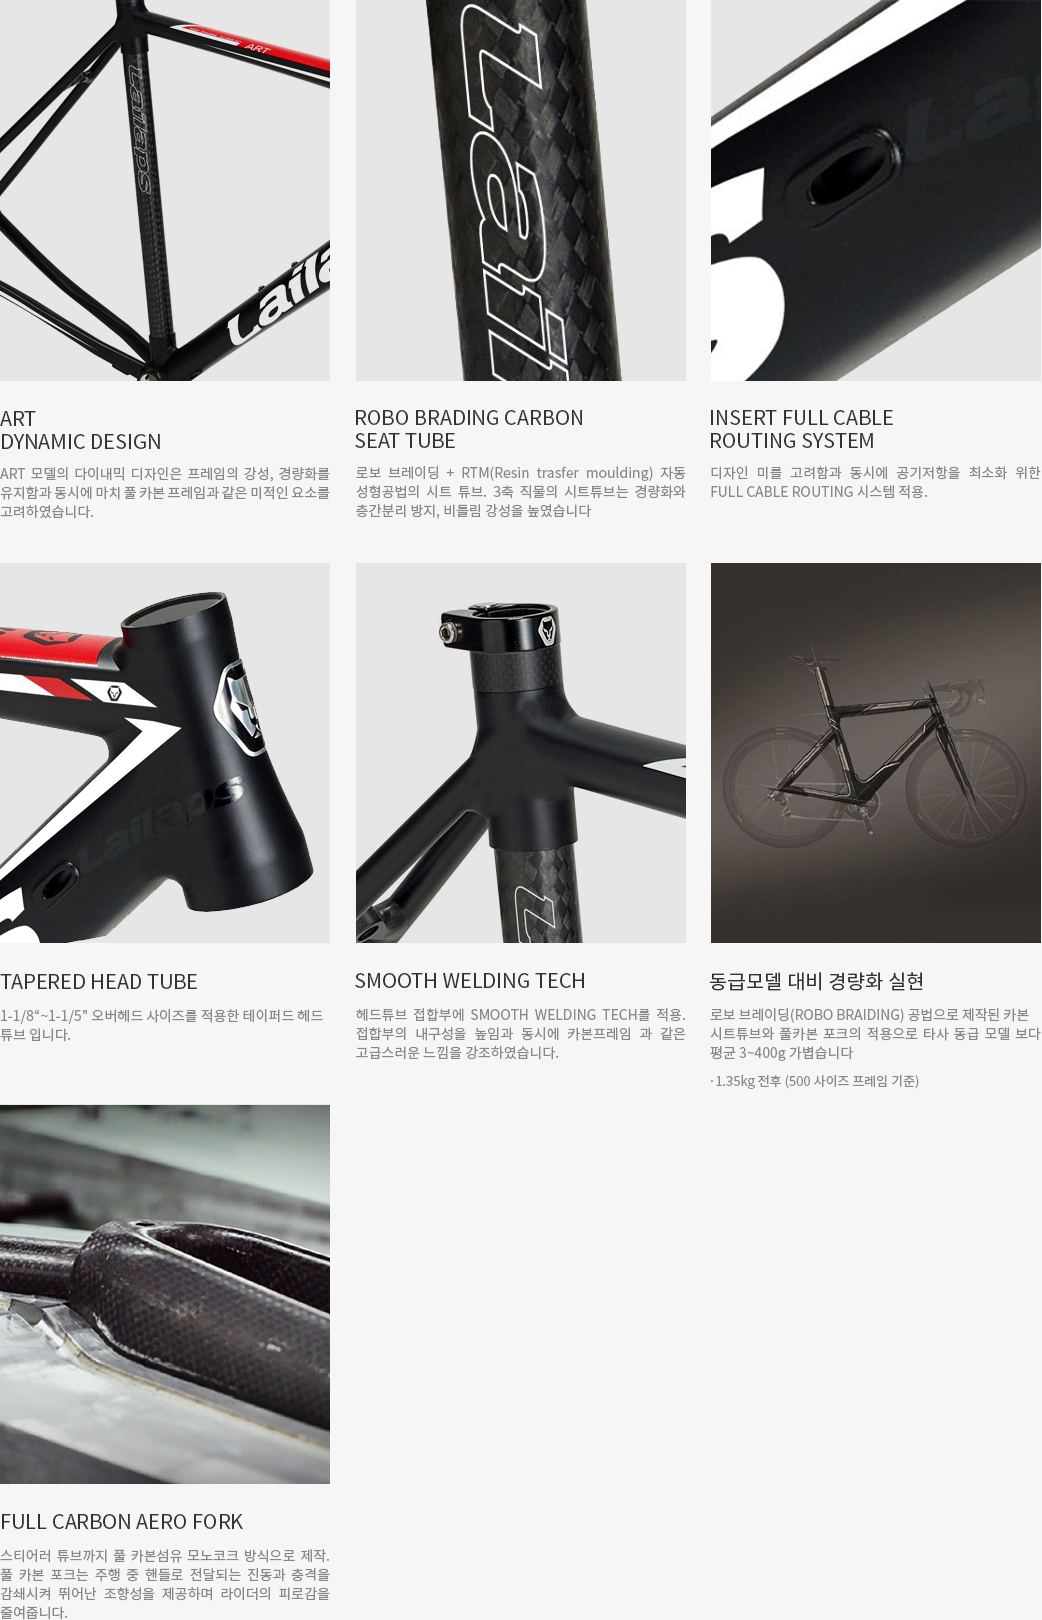 ART
Lailaps
Laila
Lai
La
ART
DYNAMIC DESIGN
ART 모델의 다이내믹 디자인은 프레임의 강성, 경량화를
유지함과 동시에 마치 풀 카본 프레임과 같은 미적인 요소를
고려하였습니다.
ROBO BRADING CARBON
SEAT TUBE
로보 브레이딩 + RTM(Resin trasfer moulding) 자동
성형공법의 시트 튜브. 3축 직물의 시트튜브는 경량화와
층간분리 방지, 비틀림 강성을 높였습니다
INSERT FULL CABLE
ROUTING SYSTEM
디자인 미를 고려함과 동시에 공기저항을 최소화 위한
FULL CABLE ROUTING 시스템 적용.
Lailaps
L
TAPERED HEAD TUBE
1-1/8“~1-1/5" 오버헤드 사이즈를 적용한 테이퍼드 헤드
튜브 입니다.
SMOOTH WELDING TECH
헤드튜브 접합부에 SMOOTH WELDING TECH를 적용.
접합부의 내구성을 높임과 동시에 카본프레임 과 같은
고급스러운 느낌을 강조하였습니다.
동급모델 대비 경량화 실현
로보 브레이딩(ROBO BRAIDING) 공법으로 제작된 카본
시트튜브와 풀카본 포크의 적용으로 타사 동급 모델 보다
평균 3~400g 가볍습니다
· 1.35kg 전후 (500 사이즈 프레임 기준)
FULL CARBON AERO FORK
스티어러 튜브까지 풀 카본섬유 모노코크 방식으로 제작.
풀 카본 포크는 주행 중 핸들로 전달되는 진동과 충격을
감쇄시켜 뛰어난 조향성을 제공하며 라이더의 피로감을
줄여줍니다.